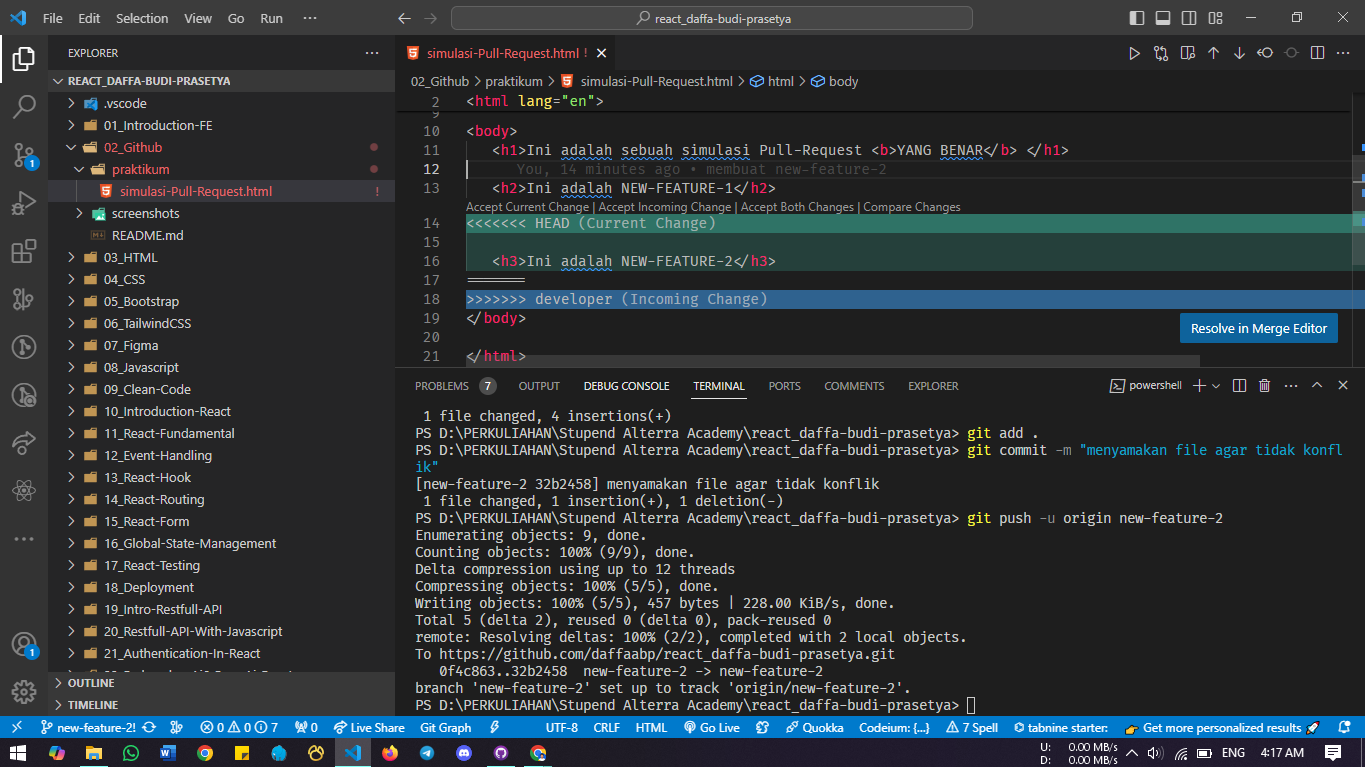 File Edit Selection View Go Run ···
react_daffa-budi-prasetya
EXPLORER
REACT_DAFFA-BUDI-PRASETYA
.vscode
01_Introduction-FE
02_Github
praktikum
simulasi-Pull-Request.html !
screenshots
README.md
03_HTML
04_CSS
05_Bootstrap
06_TailwindCSS
07_Figma
08_Javascript
09_Clean-Code
10_Introduction-React
11_React-Fundamental
12_Event-Handling
13_React-Hook
14_React-Routing
15_React-Form
16_Global-State-Management
17_React-Testing
18_Deployment
19_Intro-Restfull-API
20_Restfull-API-With-Javascript
21_Authentication-In-React
OUTLINE
TIMELINE
1
1
simulasi-Pull-Request.html !
02_Github > praktikum > simulasi-Pull-Request.html > html > body
2 <html lang="en">
9
10 <body>
11 <h1>Ini adalah sebuah simulasi Pull-Request <b>YANG BENAR</b> </h1>
12 You, 14 minutes ago • membuat new-feature-2
13 <h2>Ini adalah NEW-FEATURE-1</h2>
Accept Current Change | Accept Incoming Change | Accept Both Changes | Compare Changes
14 <<<<<<< HEAD (Current Change)
15
16 <h3>Ini adalah NEW-FEATURE-2</h3>
17 =======
18 >>>>>>> developer (Incoming Change)
19 </body>
20
21 </html>
Resolve in Merge Editor
PROBLEMS 7 OUTPUT DEBUG CONSOLE TERMINAL PORTS COMMENTS EXPLORER powershell
1 file changed, 4 insertions(+)
PS D:\PERKULIAHAN\Stupend Alterra Academy\react_daffa-budi-prasetya> git add .
PS D:\PERKULIAHAN\Stupend Alterra Academy\react_daffa-budi-prasetya> git commit -m "menyamakan file agar tidak konfl
ik"
[new-feature-2 32b2458] menyamakan file agar tidak konflik
1 file changed, 1 insertion(+), 1 deletion(-)
PS D:\PERKULIAHAN\Stupend Alterra Academy\react_daffa-budi-prasetya> git push -u origin new-feature-2
Enumerating objects: 9, done.
Counting objects: 100% (9/9), done.
Delta compression using up to 12 threads
Compressing objects: 100% (5/5), done.
Writing objects: 100% (5/5), 457 bytes | 228.00 KiB/s, done.
Total 5 (delta 2), reused 0 (delta 0), pack-reused 0
remote: Resolving deltas: 100% (2/2), completed with 2 local objects.
To https://github.com/daffaabp/react_daffa-budi-prasetya.git
0f4c863..32b2458 new-feature-2 -> new-feature-2
branch 'new-feature-2' set up to track 'origin/new-feature-2'.
PS D:\PERKULIAHAN\Stupend Alterra Academy\react_daffa-budi-prasetya>
new-feature-2! 0 0 7 0 Live Share Git Graph UTF-8 CRLF HTML Go Live Quokka Codeium: {...} 7 Spell tabnine starter: Get more personalized results
U: 0.00 MB/s
D: 0.00 MB/s
ENG 4:17 AM